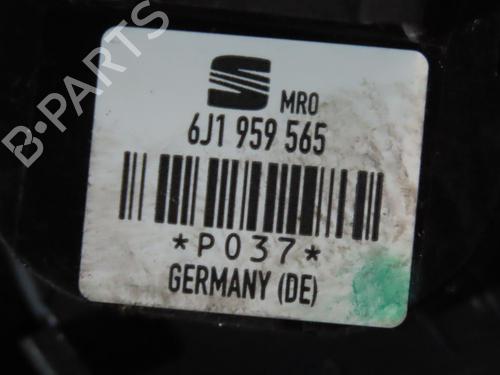 MRO
6J1 959 565
*P037*
GERMANY (DE)
B-PARTS